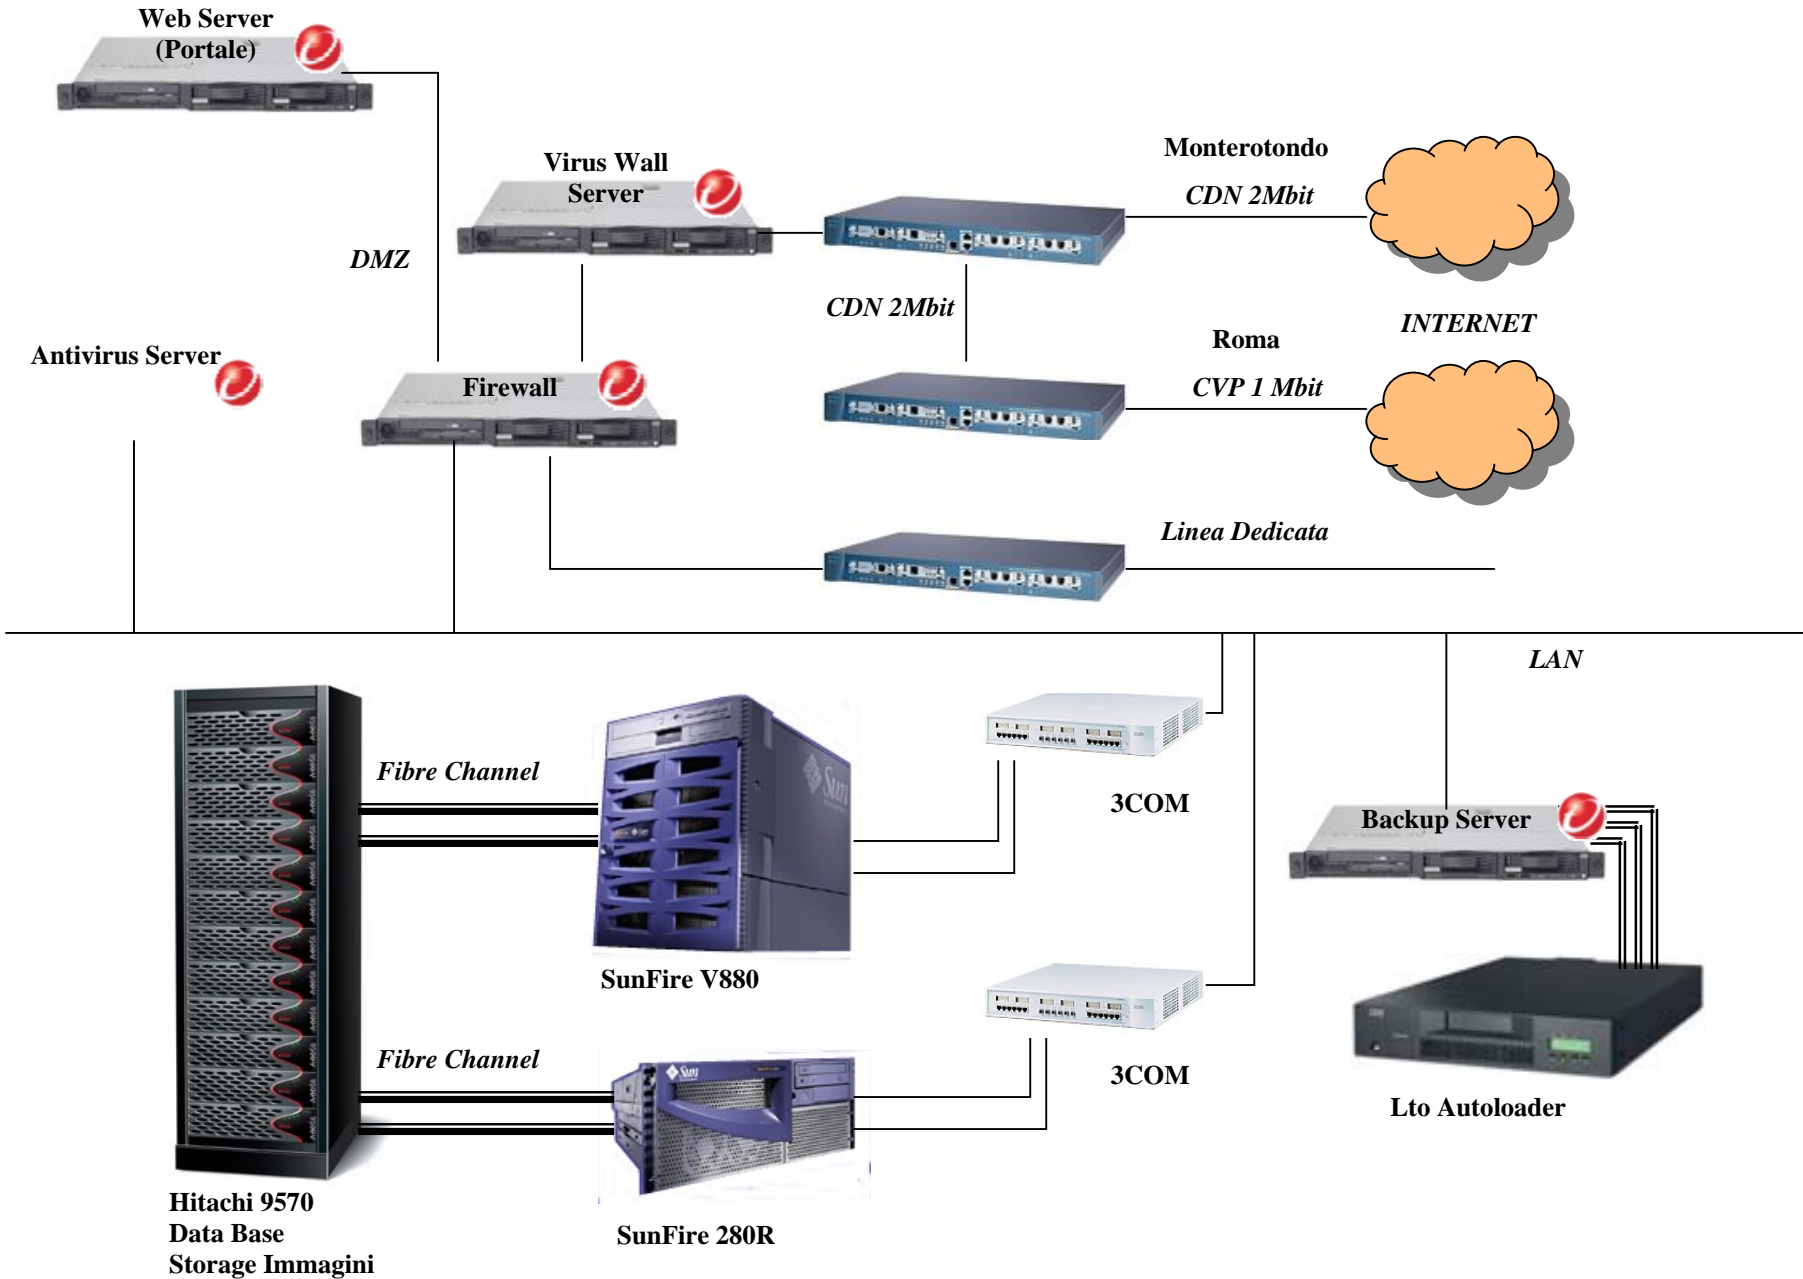 Web Server
(Portale)
Virus Wall
Server
Monterotondo
CDN 2Mbit
DMZ
CDN 2Mbit
INTERNET
Roma
Antivirus Server
Firewall
CVP 1 Mbit
Linea Dedicata
LAN
Fibre Channel
Sun
3COM
Backup Server
SunFire V880
Fibre Channel
Sun
3COM
Lto Autoloader
Hitachi 9570
Data Base
Storage Immagini
SunFire 280R